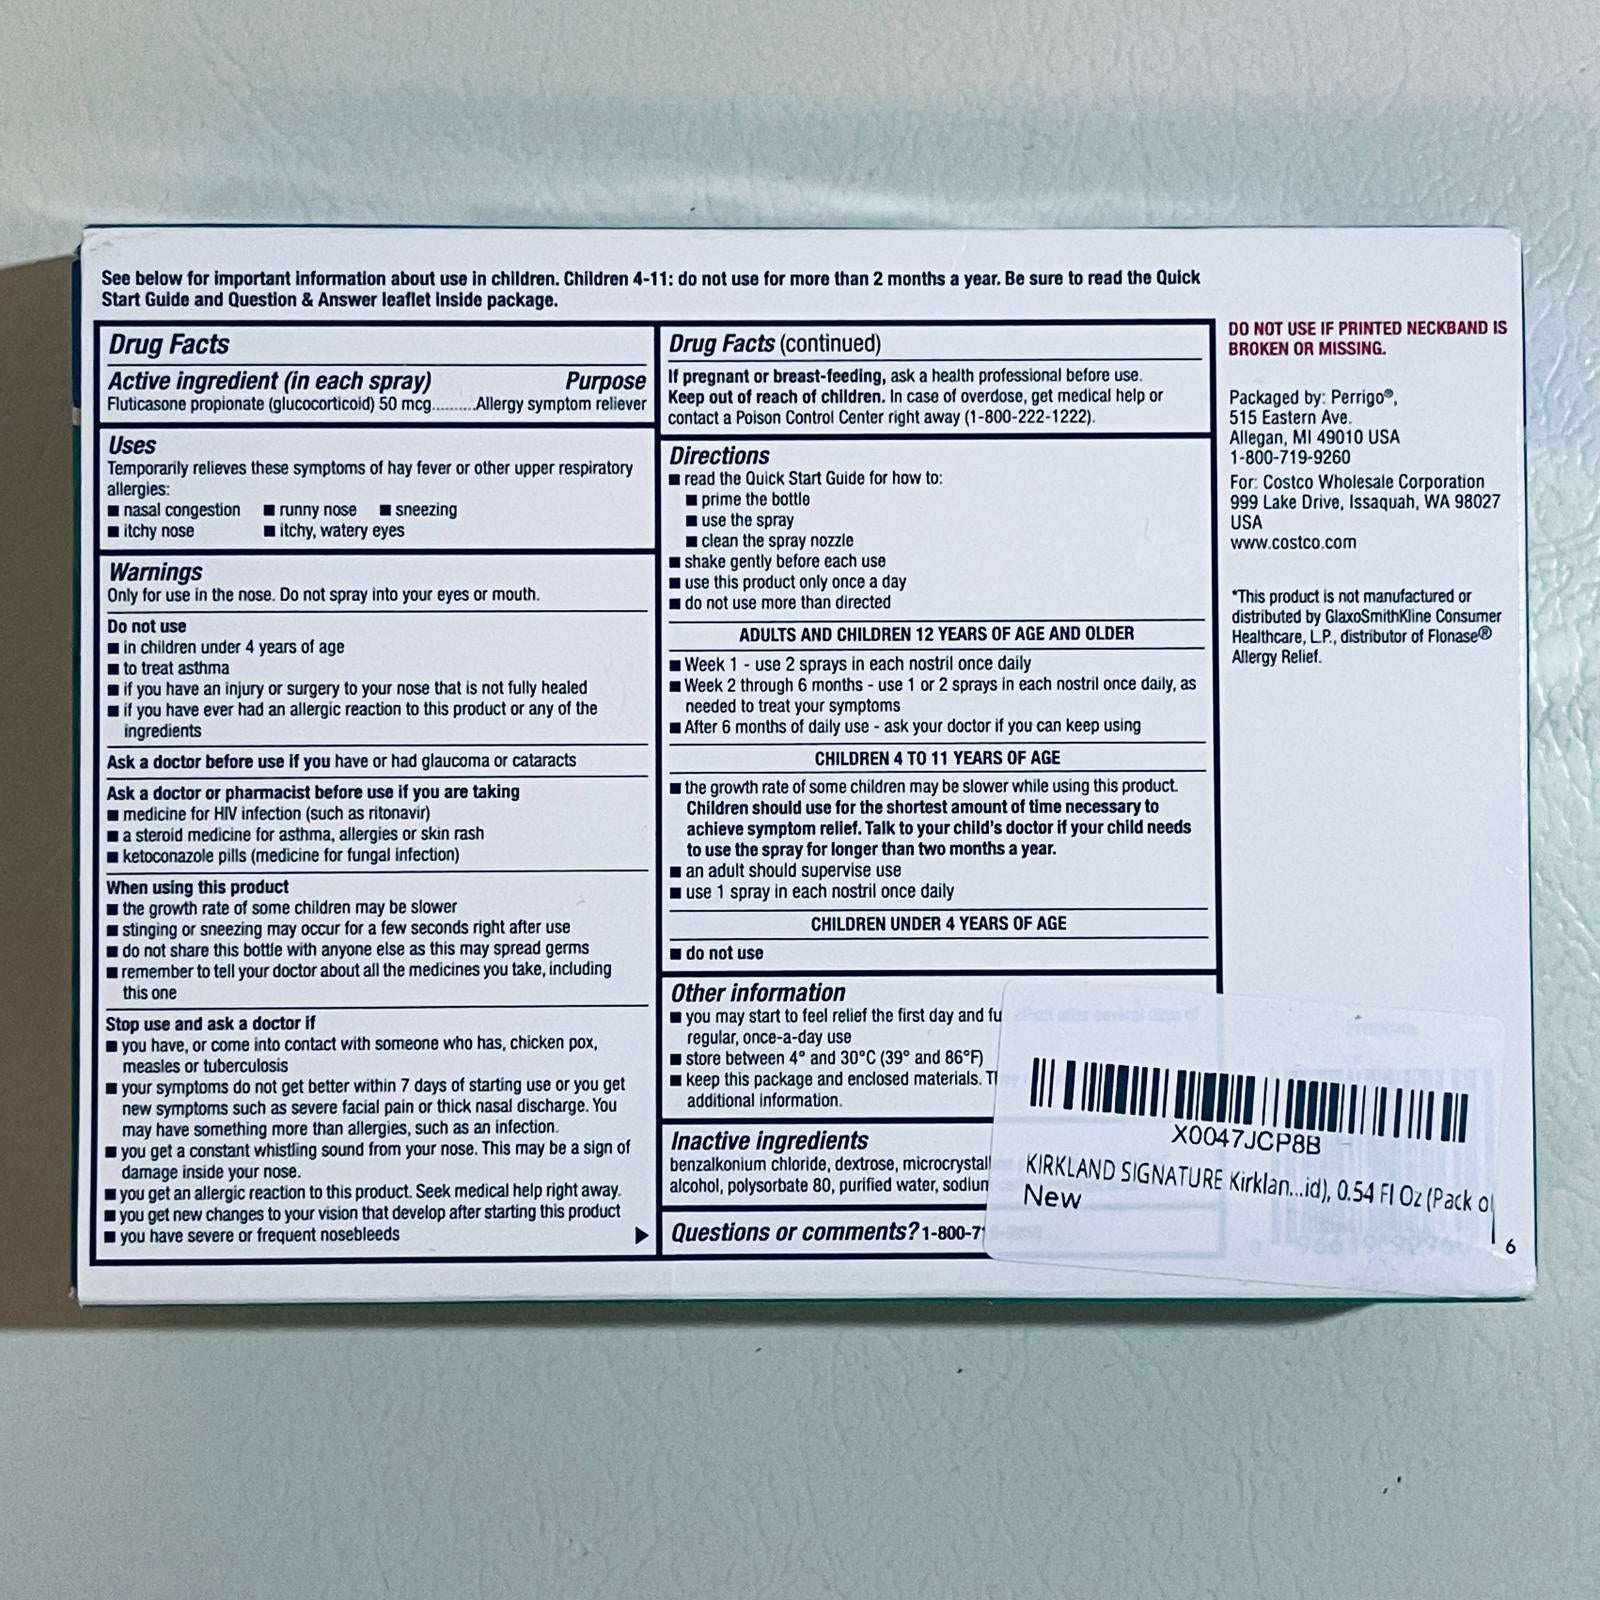 See below for important information about use in children. Children 4-11: do not use for more than 2 months a year. Be sure to read the Quick
Start Guide and Question & Answer leaflet inside package.
Drug Facts
Active ingredient (in each spray) Purpose
Fluticasone propionate (glucocorticoid) 50 mcg..........Allergy symptom reliever
Uses
Temporarily relieves these symptoms of hay fever or other upper respiratory
allergies:
■ nasal congestion ■ runny nose ■ sneezing
■ itchy nose ■ itchy, watery eyes
Warnings
Only for use in the nose. Do not spray into your eyes or mouth.
Do not use
■ in children under 4 years of age
■ to treat asthma
■ if you have an injury or surgery to your nose that is not fully healed
■ if you have ever had an allergic reaction to this product or any of the
ingredients
Ask a doctor before use if you have or had glaucoma or cataracts
Ask a doctor or pharmacist before use if you are taking
■ medicine for HIV infection (such as ritonavir)
■ a steroid medicine for asthma, allergies or skin rash
■ ketoconazole pills (medicine for fungal infection)
When using this product
■ the growth rate of some children may be slower
■ stinging or sneezing may occur for a few seconds right after use
■ do not share this bottle with anyone else as this may spread germs
■ remember to tell your doctor about all the medicines you take, including
this one
Stop use and ask a doctor if
■ you have, or come into contact with someone who has, chicken pox,
measles or tuberculosis
■ your symptoms do not get better within 7 days of starting use or you get
new symptoms such as severe facial pain or thick nasal discharge. You
may have something more than allergies, such as an infection.
■ you get a constant whistling sound from your nose. This may be a sign of
damage inside your nose.
■ you get an allergic reaction to this product. Seek medical help right away.
■ you get new changes to your vision that develop after starting this product
■ you have severe or frequent nosebleeds
Drug Facts (continued)
If pregnant or breast-feeding, ask a health professional before use.
Keep out of reach of children. In case of overdose, get medical help or
contact a Poison Control Center right away (1-800-222-1222).
Directions
■ read the Quick Start Guide for how to:
■ prime the bottle
■ use the spray
■ clean the spray nozzle
■ shake gently before each use
■ use this product only once a day
■ do not use more than directed
ADULTS AND CHILDREN 12 YEARS OF AGE AND OLDER
■ Week 1 - use 2 sprays in each nostril once daily
■ Week 2 through 6 months - use 1 or 2 sprays in each nostril once daily, as
needed to treat your symptoms
■ After 6 months of daily use - ask your doctor if you can keep using
CHILDREN 4 TO 11 YEARS OF AGE
■ the growth rate of some children may be slower while using this product.
Children should use for the shortest amount of time necessary to
achieve symptom relief. Talk to your child's doctor if your child needs
to use the spray for longer than two months a year.
■ an adult should supervise use
■ use 1 spray in each nostril once daily
CHILDREN UNDER 4 YEARS OF AGE
■ do not use
Other information
■ you may start to feel relief the first day and fu
regular, once-a-day use
■ store between 4° and 30°C (39° and 86°F)
■ keep this package and enclosed materials. T
additional information.
Inactive ingredients
benzalkonium chloride, dextrose, microcrystall
alcohol, polysorbate 80, purified water, sodium
Questions or comments? 1-800-7
DO NOT USE IF PRINTED NECKBAND IS
BROKEN OR MISSING.
Packaged by: Perrigo®,
515 Eastern Ave.
Allegan, MI 49010 USA
1-800-719-9260
For: Costco Wholesale Corporation
999 Lake Drive, Issaquah, WA 98027
USA
www.costco.com
*This product is not manufactured or
distributed by GlaxoSmithKline Consumer
Healthcare, L.P., distributor of Flonase®
Allergy Relief.
X0047JCP8B
KIRKLAND SIGNATURE Kirklan...id), 0.54 Fl Oz (Pack o
New
6